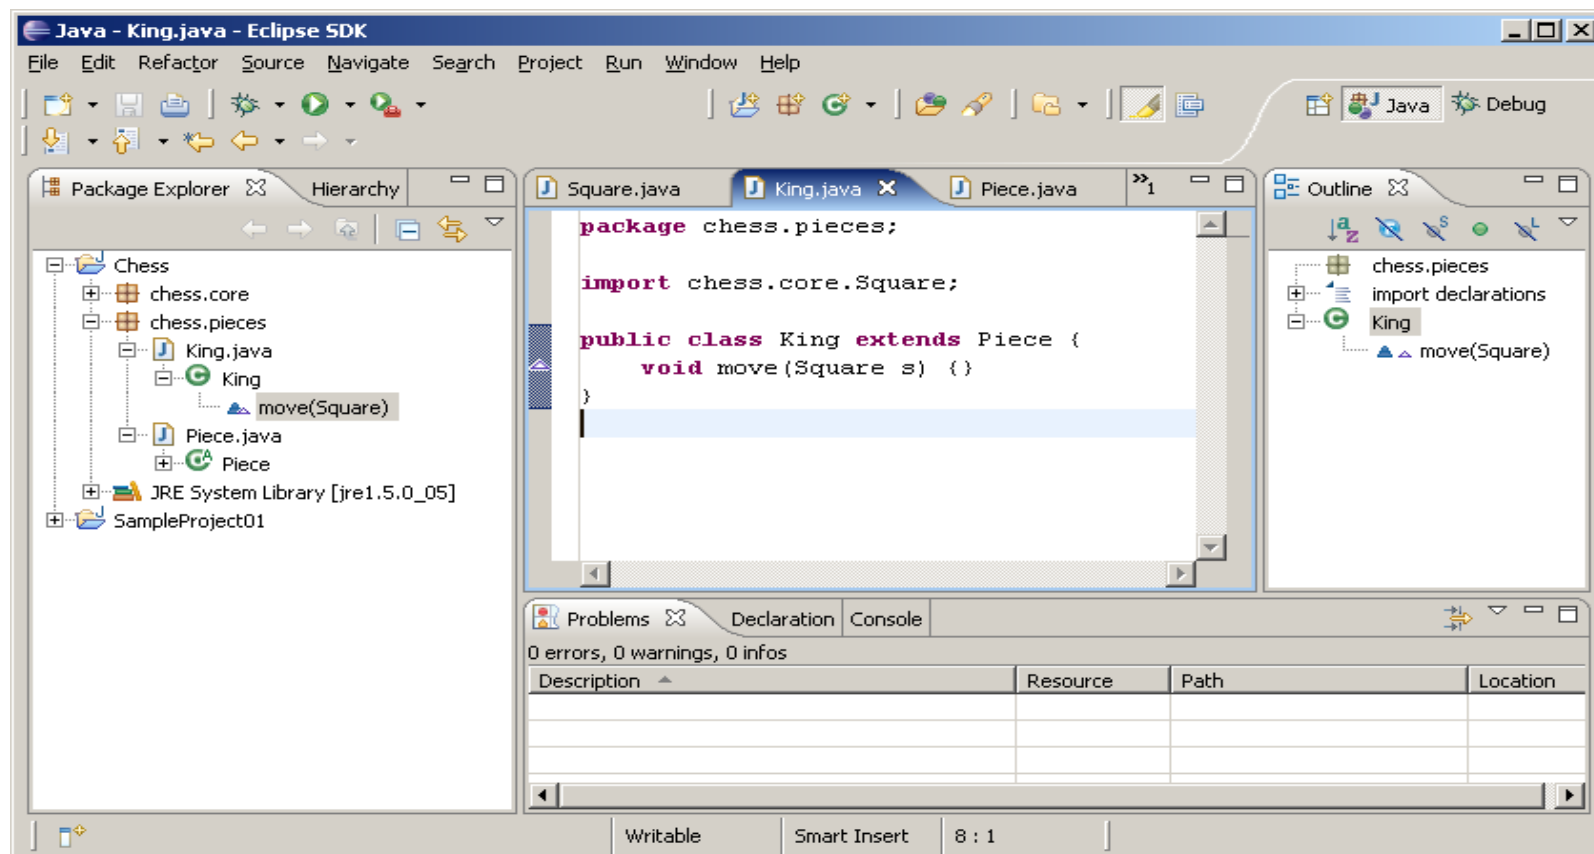 Java - King.java - Eclipse SDK
File Edit Refactor Source Navigate Search Project Run Window Help
Java Debug
Package Explorer Hierarchy
Chess
chess.core
chess.pieces
King.java
King
move(Square)
Piece.java
Piece
JRE System Library [jre1.5.0_05]
SampleProject01
Square.java King.java Piece.java »1
package chess.pieces;
import chess.core.Square;
public class King extends Piece {
void move(Square s) {}
}
Outline
chess.pieces
import declarations
King
move(Square)
Problems Declaration Console
0 errors, 0 warnings, 0 infos
Description Resource Path Location
Writable Smart Insert 8 : 1